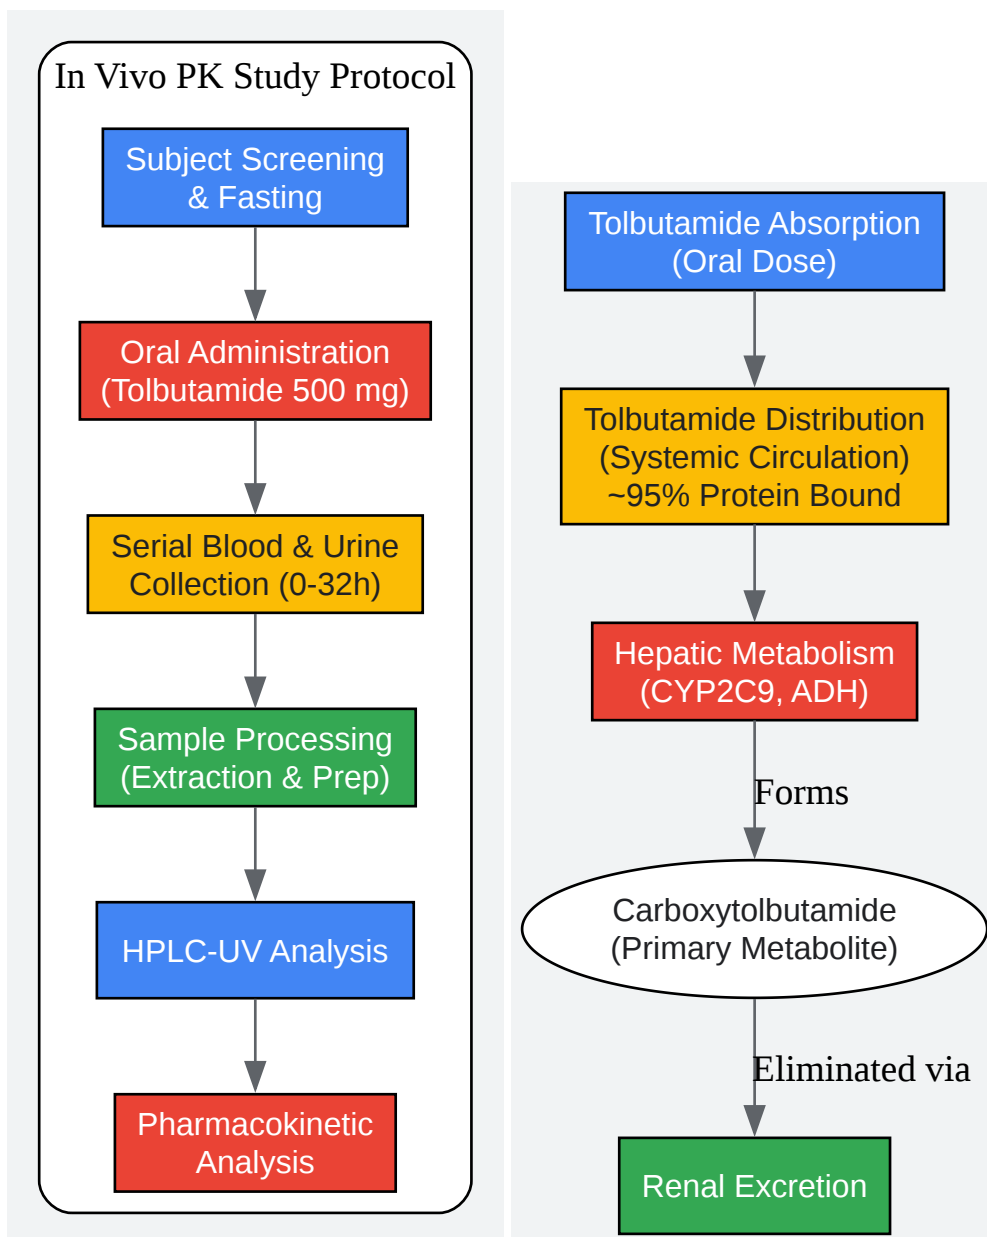 In Vivo PK Study Protocol
Subject Screening
& Fasting
Oral Administration
(Tolbutamide 500 mg)
Serial Blood & Urine
Collection (0-32h)
Sample Processing
(Extraction & Prep)
HPLC-UV Analysis
Pharmacokinetic
Analysis
Tolbutamide Absorption
(Oral Dose)
Tolbutamide Distribution
(Systemic Circulation)
~95% Protein Bound
Hepatic Metabolism
(CYP2C9, ADH)
Forms
Carboxytolbutamide
(Primary Metabolite)
Eliminated via
Renal Excretion